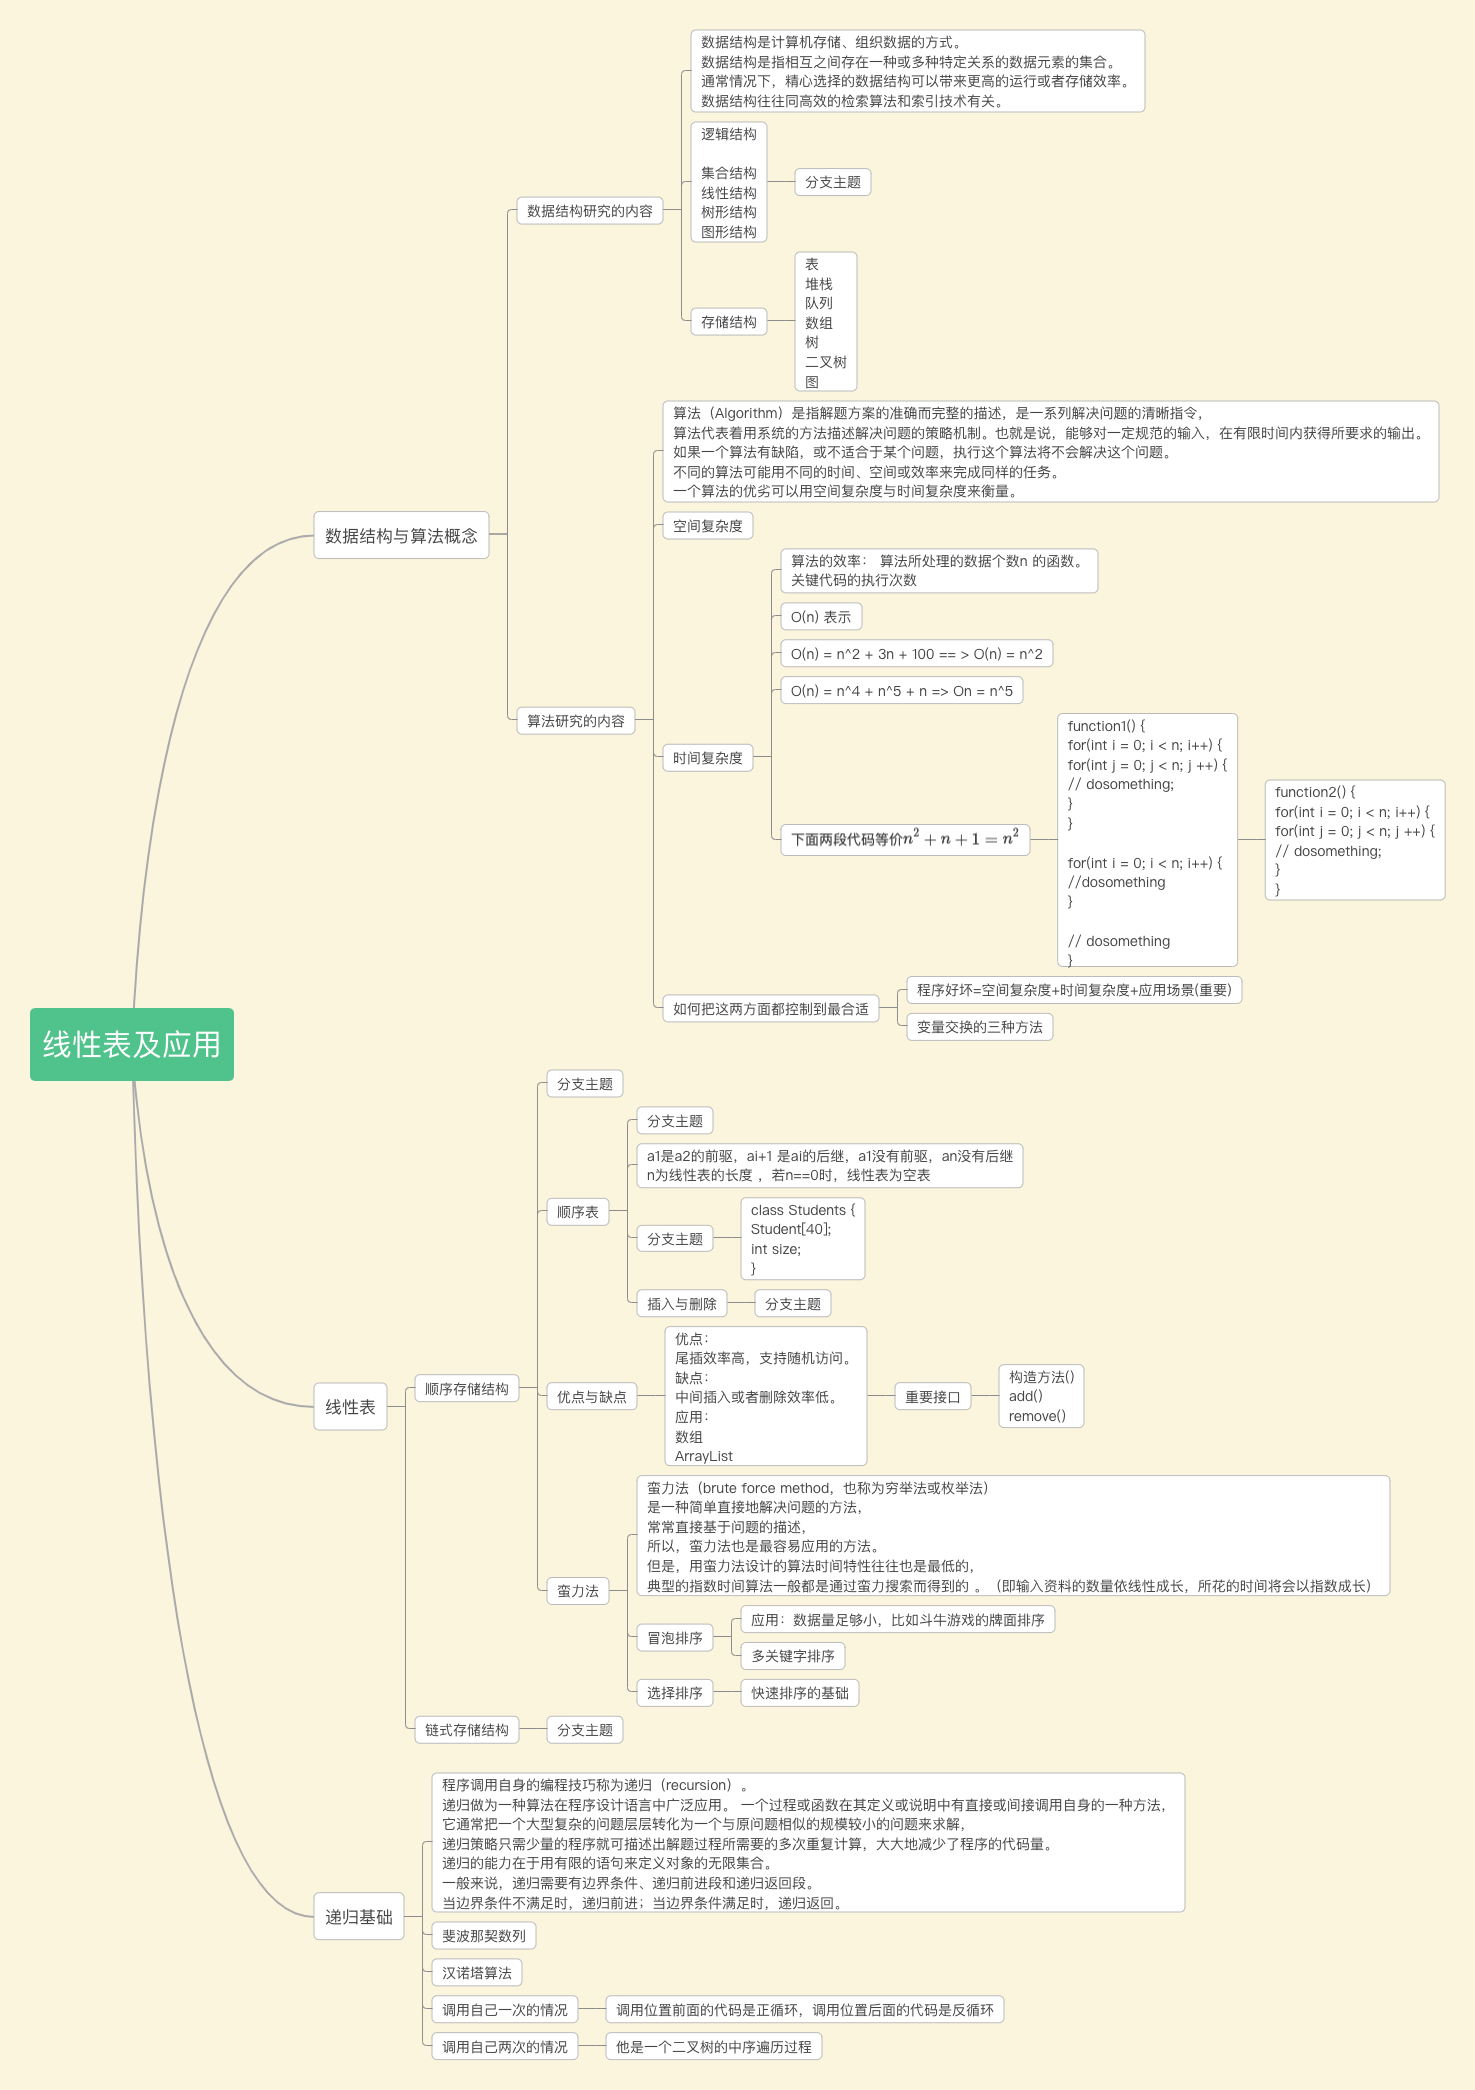 线性表及应用
数据结构与算法概念
数据结构研究的内容
数据结构是计算机存储、组织数据的方式。
数据结构是指相互之间存在一种或多种特定关系的数据元素的集合。
通常情况下，精心选择的数据结构可以带来更高的运行或者存储效率。
数据结构往往同高效的检索算法和索引技术有关。
逻辑结构
集合结构
线性结构
树形结构
图形结构
分支主题
存储结构
表
堆栈
队列
数组
树
二叉树
图
算法研究的内容
算法（Algorithm）是指解题方案的准确而完整的描述，是一系列解决问题的清晰指令，
算法代表着用系统的方法描述解决问题的策略机制。也就是说，能够对一定规范的输入，在有限时间内获得所要求的输出。
如果一个算法有缺陷，或不适合于某个问题，执行这个算法将不会解决这个问题。
不同的算法可能用不同的时间、空间或效率来完成同样的任务。
一个算法的优劣可以用空间复杂度与时间复杂度来衡量。
空间复杂度
时间复杂度
算法的效率： 算法所处理的数据个数n 的函数。
关键代码的执行次数
O(n) 表示
O(n) = n^2 + 3n + 100 == > O(n) = n^2
O(n) = n^4 + n^5 + n => On = n^5
下面两段代码等价n² + n + 1 = n²
function1() {
for(int i = 0; i < n; i++) {
for(int j = 0; j < n; j ++) {
// dosomething;
}
}
for(int i = 0; i < n; i++) {
//dosomething
}
// dosomething
}
function2() {
for(int i = 0; i < n; i++) {
for(int j = 0; j < n; j ++) {
// dosomething;
}
}
如何把这两方面都控制到最合适
程序好坏=空间复杂度+时间复杂度+应用场景(重要)
变量交换的三种方法
线性表
顺序存储结构
分支主题
顺序表
分支主题
a1是a2的前驱，ai+1 是ai的后继，a1没有前驱，an没有后继
n为线性表的长度 ，若n==0时，线性表为空表
分支主题
class Students {
Student[40];
int size;
}
插入与删除
分支主题
优点与缺点
优点：
尾插效率高，支持随机访问。
缺点：
中间插入或者删除效率低。
应用：
数组
ArrayList
重要接口
构造方法()
add()
remove()
蛮力法
蛮力法（brute force method，也称为穷举法或枚举法）
是一种简单直接地解决问题的方法，
常常直接基于问题的描述，
所以，蛮力法也是最容易应用的方法。
但是，用蛮力法设计的算法时间特性往往也是最低的，
典型的指数时间算法一般都是通过蛮力搜索而得到的 。（即输入资料的数量依线性成长，所花的时间将会以指数成长）
冒泡排序
应用：数据量足够小，比如斗牛游戏的牌面排序
多关键字排序
选择排序
快速排序的基础
链式存储结构
分支主题
递归基础
程序调用自身的编程技巧称为递归（recursion）。
递归做为一种算法在程序设计语言中广泛应用。 一个过程或函数在其定义或说明中有直接或间接调用自身的一种方法，
它通常把一个大型复杂的问题层层转化为一个与原问题相似的规模较小的问题来求解，
递归策略只需少量的程序就可描述出解题过程所需要的多次重复计算，大大地减少了程序的代码量。
递归的能力在于用有限的语句来定义对象的无限集合。
一般来说，递归需要有边界条件、递归前进段和递归返回段。
当边界条件不满足时，递归前进；当边界条件满足时，递归返回。
斐波那契数列
汉诺塔算法
调用自己一次的情况
调用位置前面的代码是正循环，调用位置后面的代码是反循环
调用自己两次的情况
他是一个二叉树的中序遍历过程